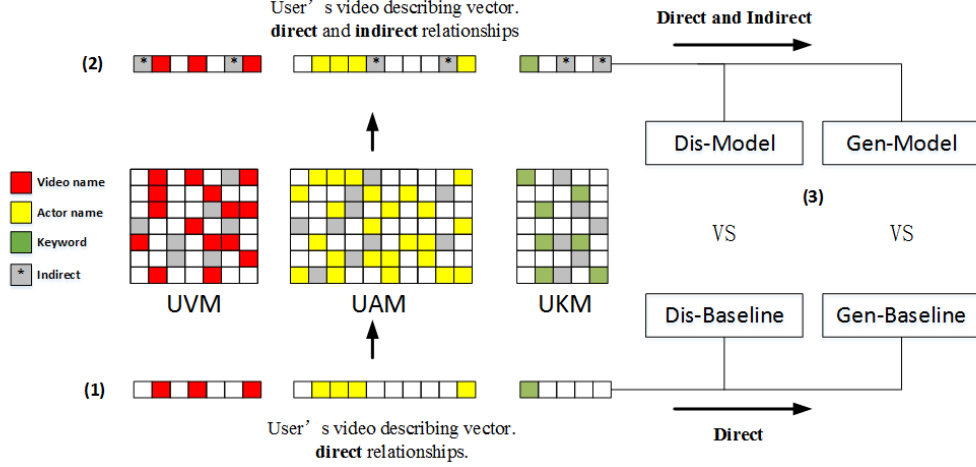 User’s video describing vector.
direct and indirect relationships
Direct and Indirect
(2)
* * * * * *
Dis-Model
Gen-Model
Video name
Actor name
Keyword
* Indirect
(3)
VS
VS
UVM
UAM
UKM
Dis-Baseline
Gen-Baseline
(1)
User’s video describing vector.
direct relationships.
Direct